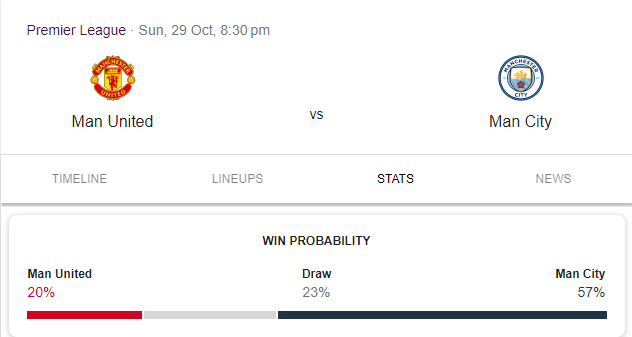 Premier League · Sun, 29 Oct, 8:30 pm
MANCHESTER UNITED
MANCHESTER CITY
Man United vs Man City
TIMELINE LINEUPS STATS NEWS
WIN PROBABILITY
Man United Draw Man City
20% 23% 57%